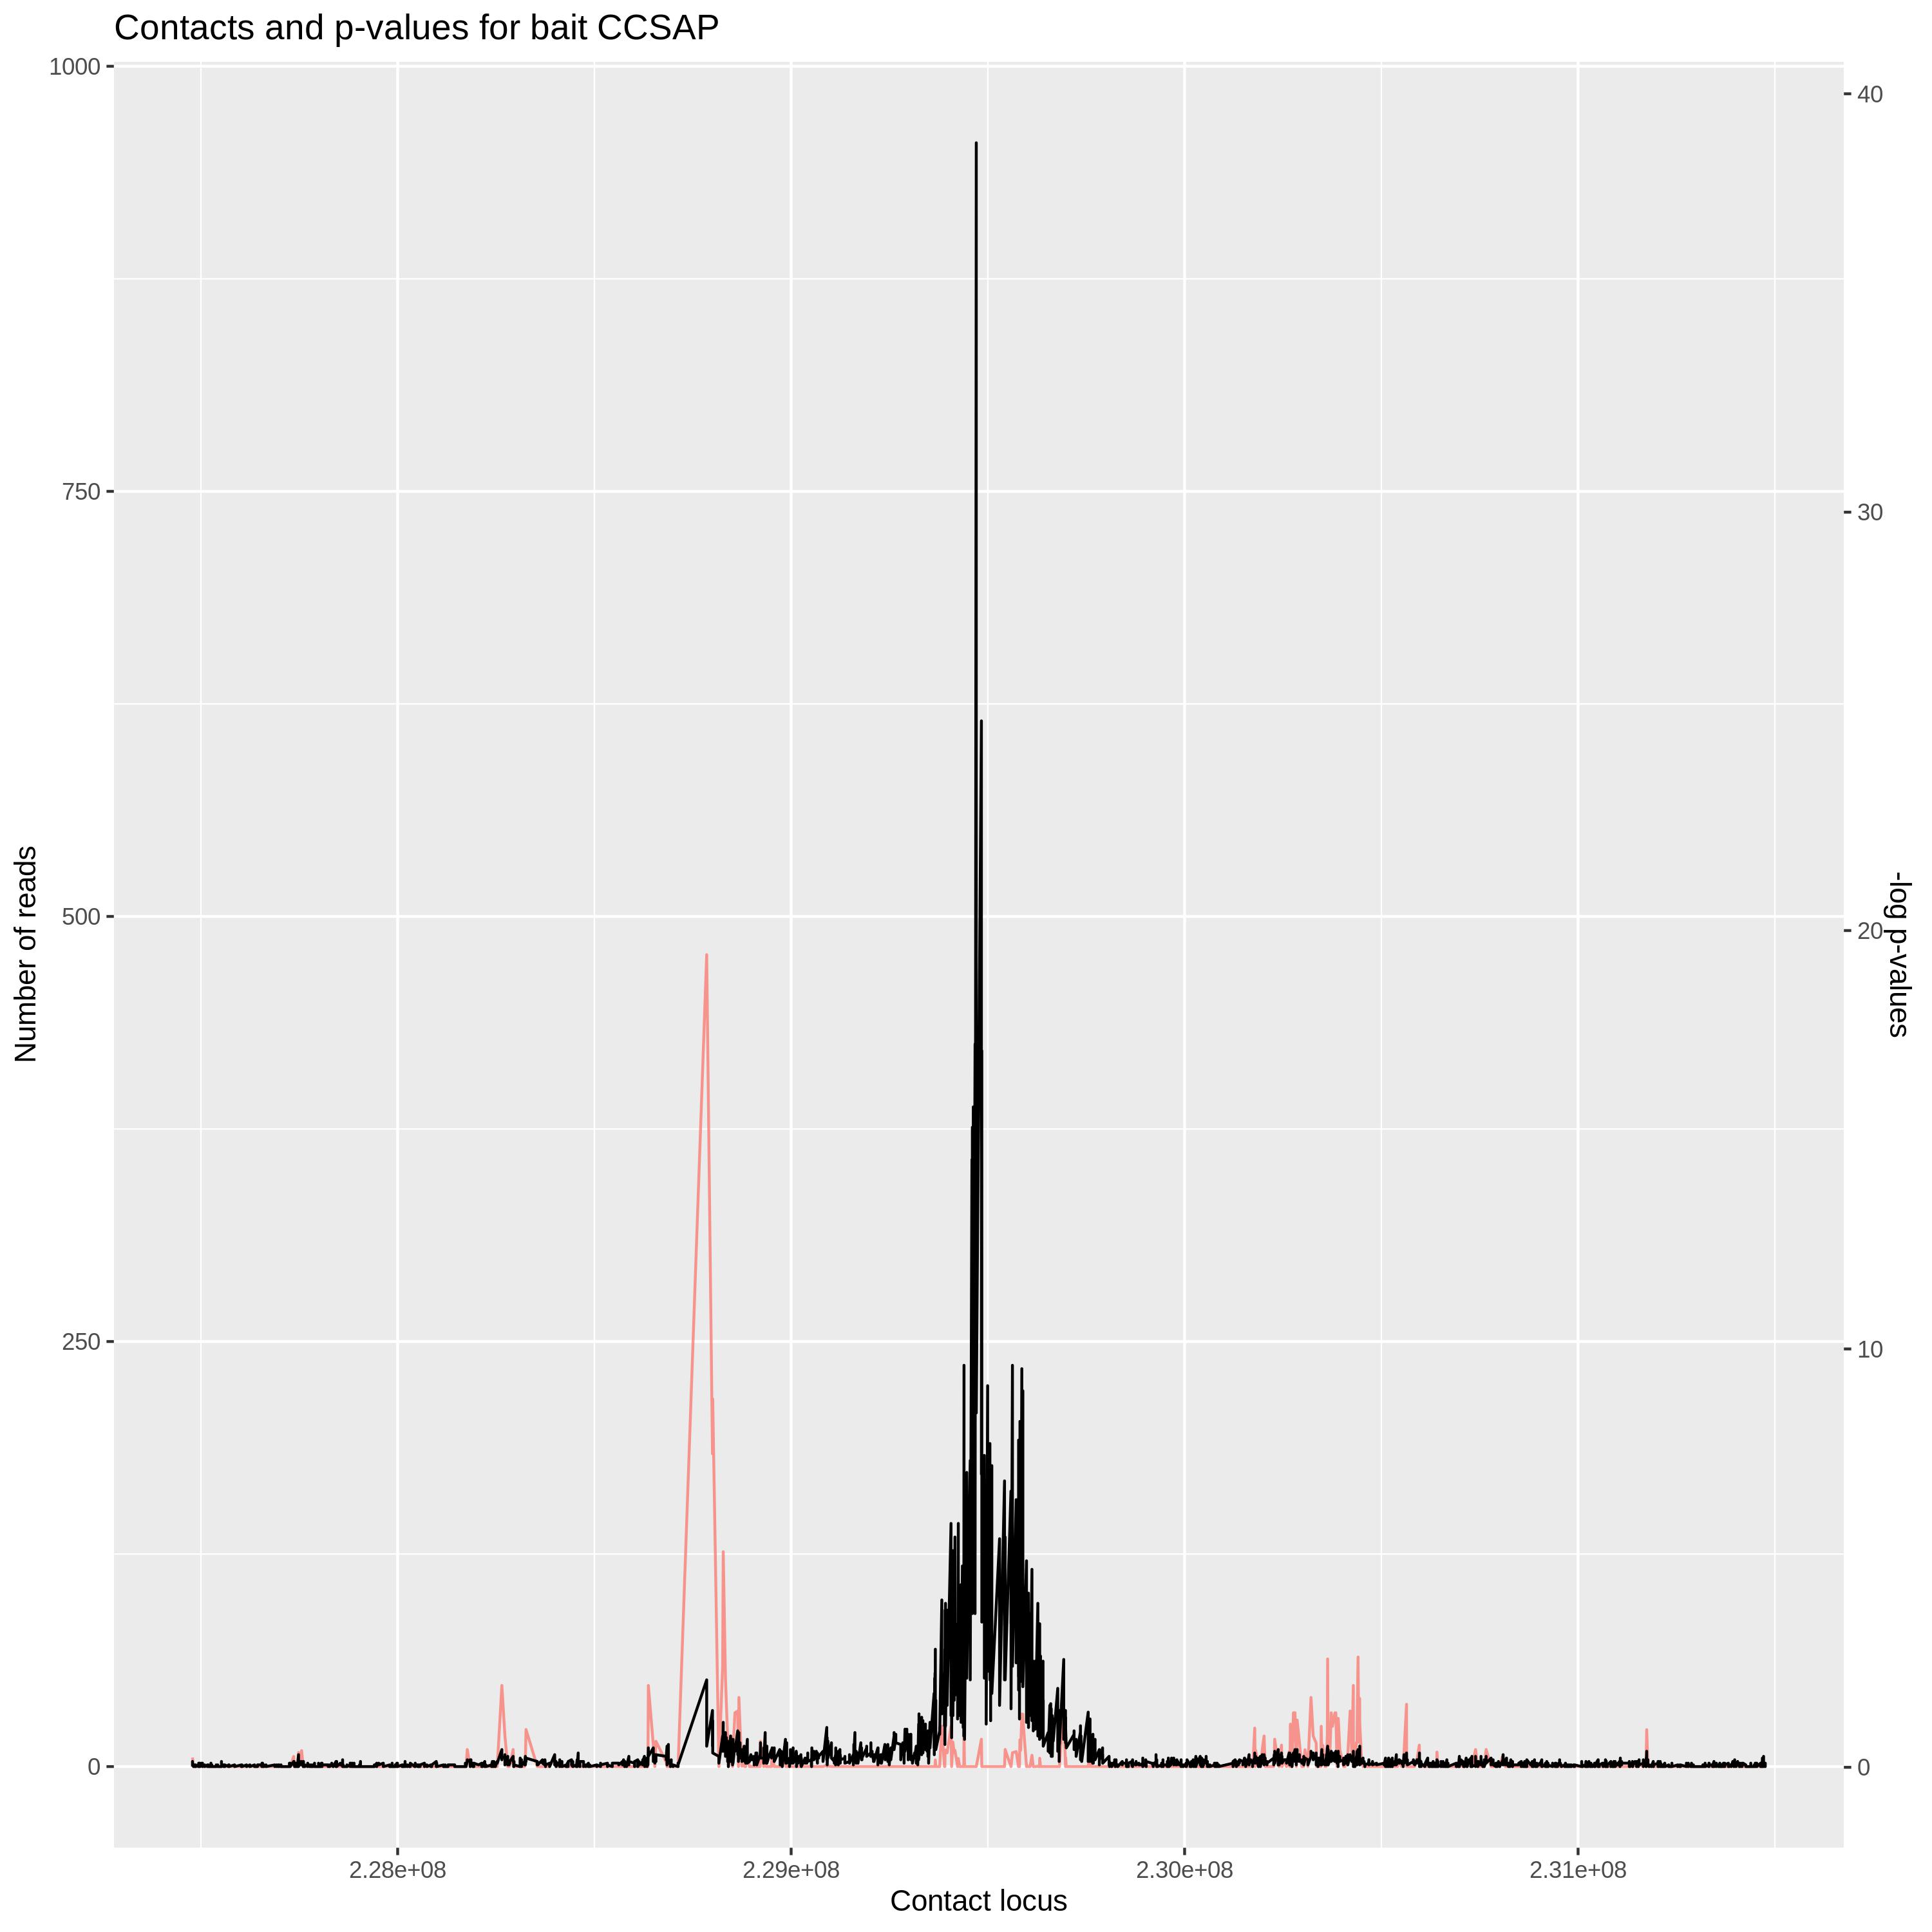 Contacts and p-values for bait CCSAP
1000
750
500
250
0
Number of reads
40
30
20
10
0
-log p-values
2.28e+08
2.29e+08
2.30e+08
2.31e+08
Contact locus